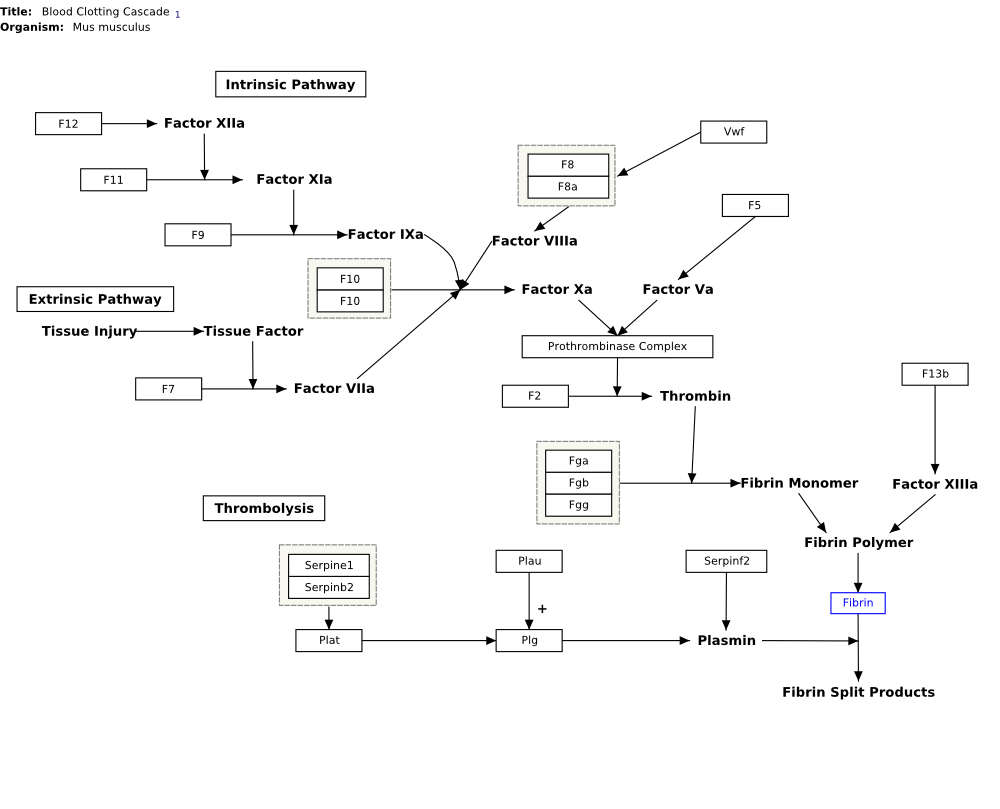 Title: Blood Clotting Cascade 1
Organism: Mus musculus
Intrinsic Pathway
F12
Factor XIIa
Vwf
F8
F8a
F11
Factor XIa
F5
F9
Factor IXa
Factor VIIIa
F10
F10
Factor Xa
Factor Va
Extrinsic Pathway
Tissue Injury
Tissue Factor
Prothrombinase Complex
F7
Factor VIIa
F2
Thrombin
F13b
Fga
Fgb
Fgg
Fibrin Monomer
Factor XIIIa
Thrombolysis
Fibrin Polymer
Serpine1
Serpinb2
Plau
Serpinf2
+
Fibrin
Plat
Plg
Plasmin
Fibrin Split Products